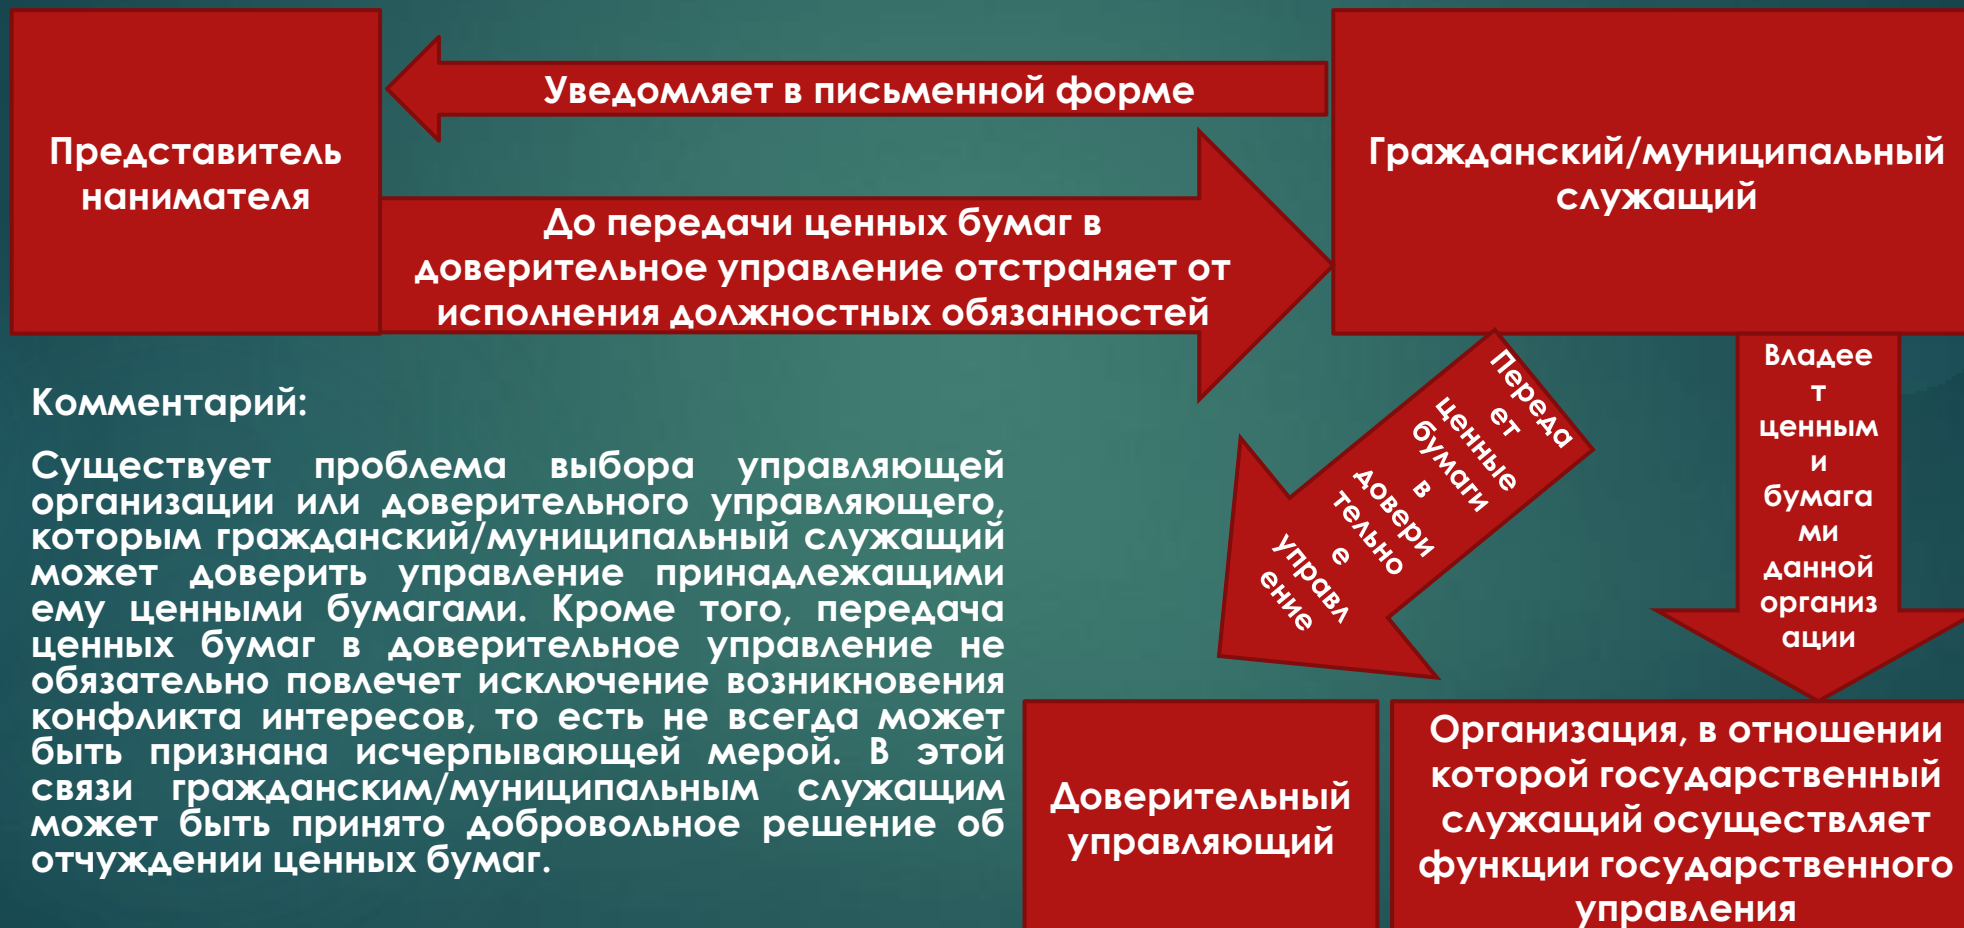 Представитель
нанимателя
Уведомляет в письменной форме
Гражданский/муниципальный
служащий
До передачи ценных бумаг в
доверительное управление отстраняет от
исполнения должностных обязанностей
Переда
ет
ценные
бумаги
в
довери
тельно
е
управл
ение
Владее
т
ценным
и
бумага
ми
данной
организ
ации
Комментарий:
Существует проблема выбора управляющей
организации или доверительного управляющего,
которым гражданский/муниципальный служащий
может доверить управление принадлежащими
ему ценными бумагами. Кроме того, передача
ценных бумаг в доверительное управление не
обязательно повлечет исключение возникновения
конфликта интересов, то есть не всегда может
быть признана исчерпывающей мерой. В этой
связи гражданским/муниципальным служащим
может быть принято добровольное решение об
отчуждении ценных бумаг.
Доверительный
управляющий
Организация, в отношении
которой государственный
служащий осуществляет
функции государственного
управления